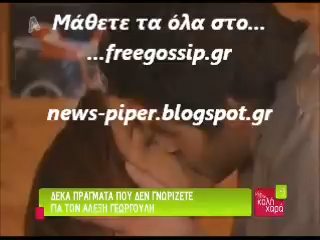 Μάθετε τα όλα στο...
...freegossip.gr
news-piper.blogspot.gr
ΔΕΚΑ ΠΡΑΓΜΑΤΑ ΠΟΥ ΔΕΝ ΓΝΩΡΙΖΕΤΕ
ΓΙΑ ΤΟΝ ΑΛΕΞΗ ΓΕΩΡΓΟΥΛΗ
καλή
χαρά